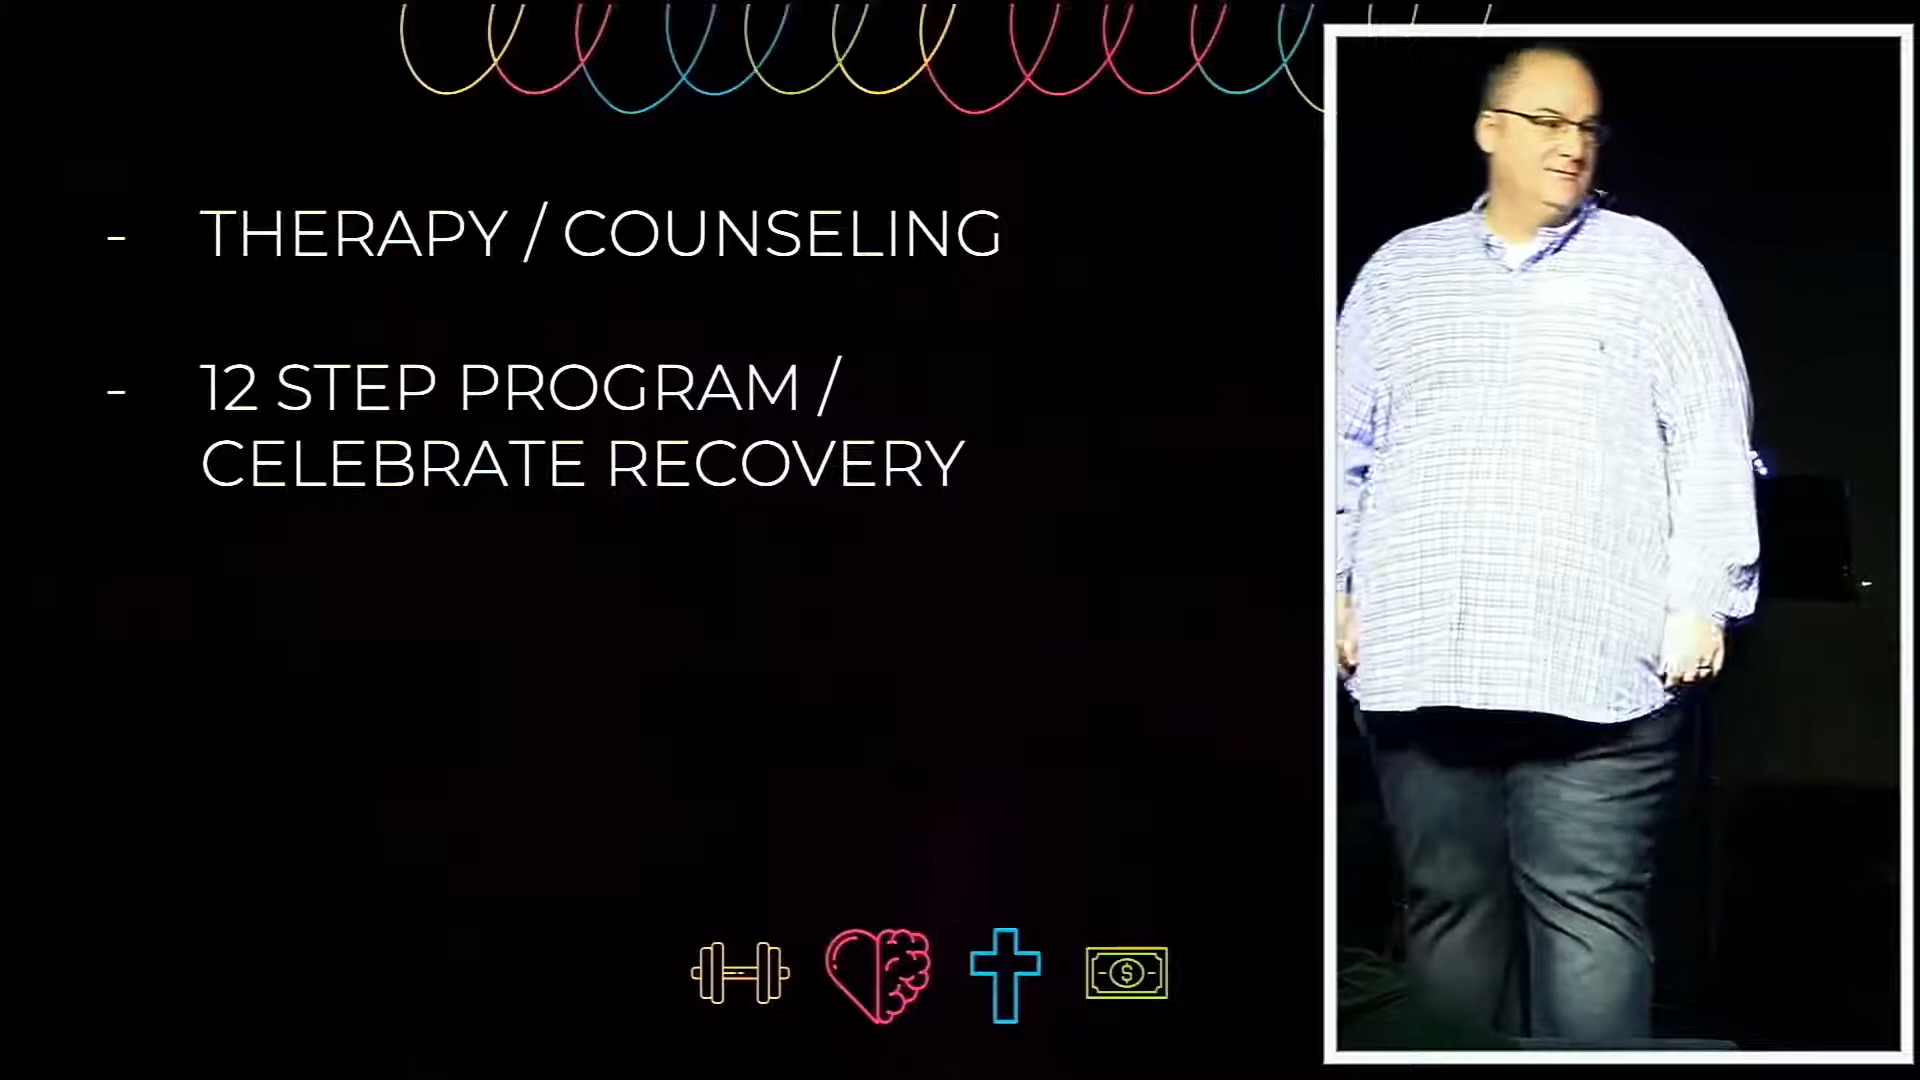 - THERAPY / COUNSELING
- 12 STEP PROGRAM /
CELEBRATE RECOVERY
$